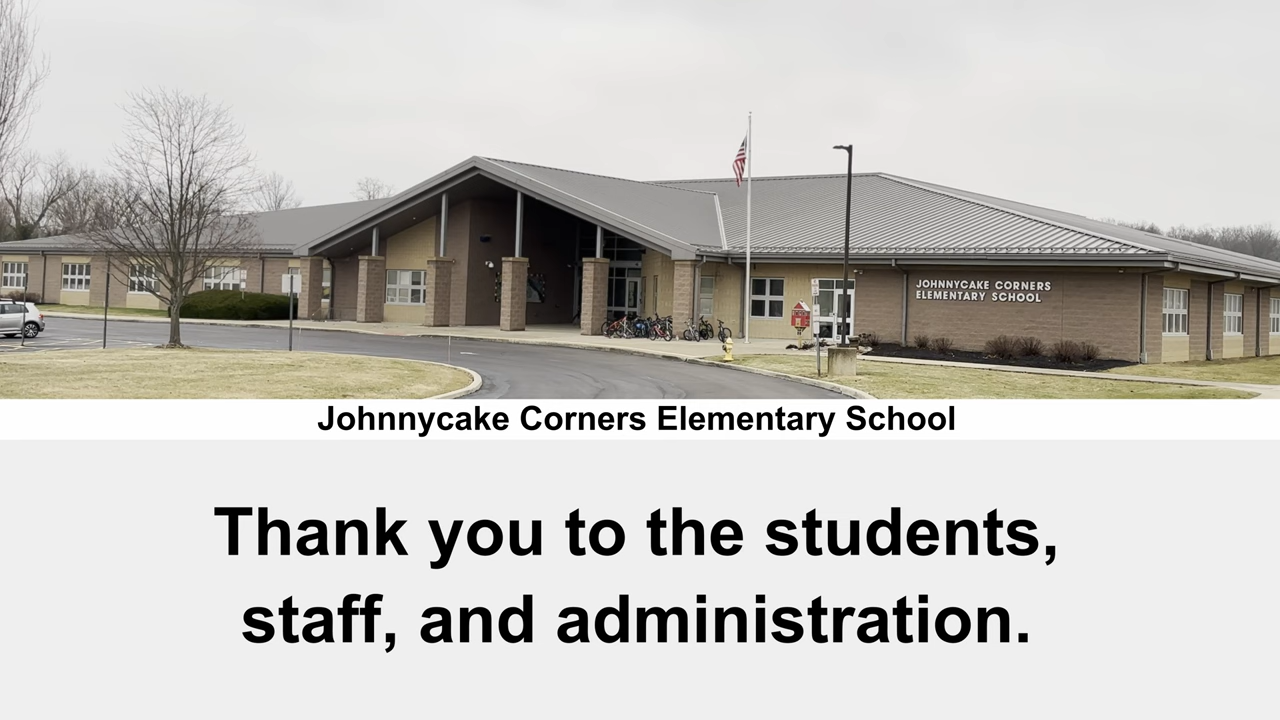 JOHNNYCAKE CORNERS
ELEMENTARY SCHOOL
Johnnycake Corners Elementary School
Thank you to the students,
staff, and administration.